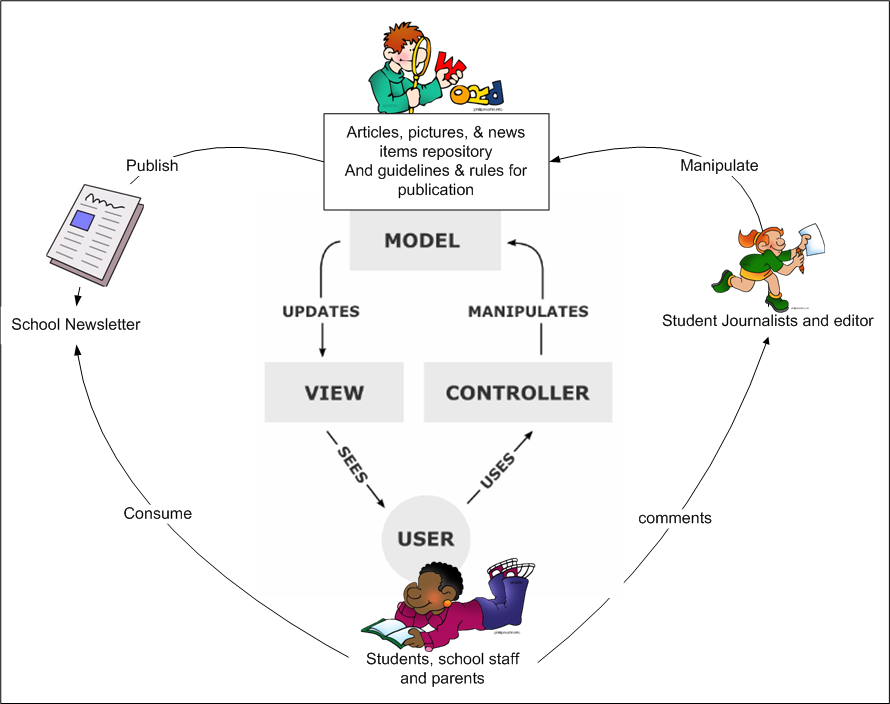 W
ORD
Articles, pictures, & news
items repository
And guidelines & rules for
publication
Publish
Manipulate
MODEL
UPDATES
MANIPULATES
School Newsletter
Student Journalists and editor
VIEW
CONTROLLER
SEES
USES
Consume
comments
USER
Students, school staff
and parents